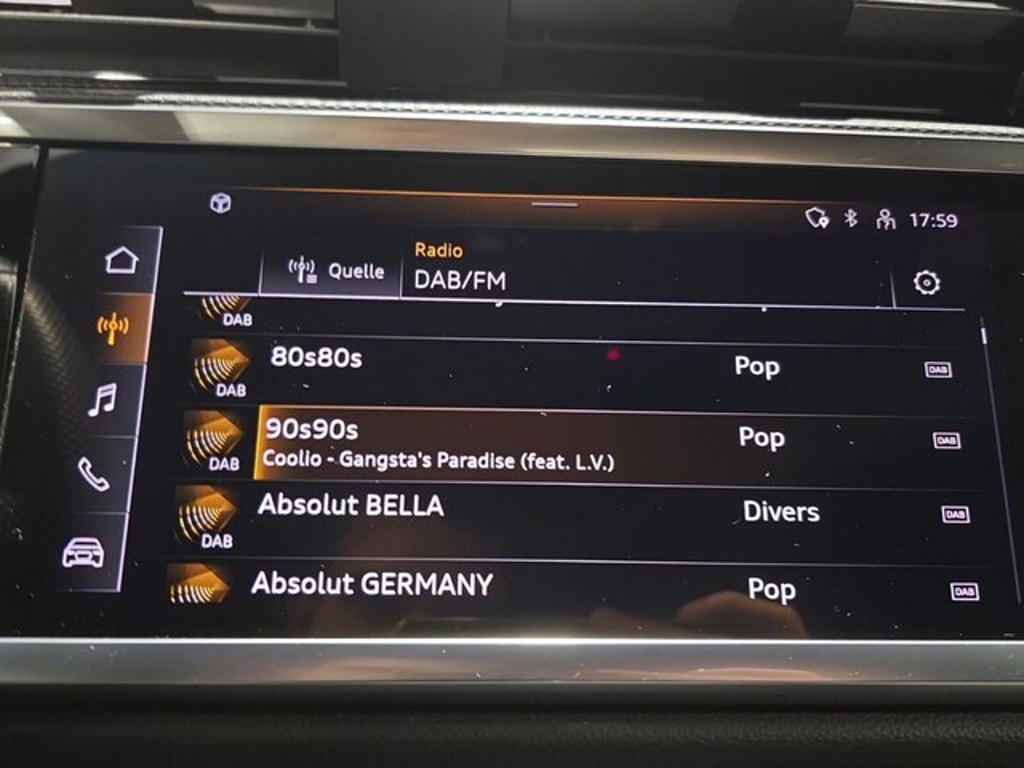 17:59
Radio
Quelle
DAB/FM
DAB
80s80s
Pop
DAB
DAB
90s90s
Pop
DAB
Coolio - Gangsta's Paradise (feat. L.V.)
DAB
Absolut BELLA
Divers
DAB
DAB
Absolut GERMANY
Pop
DAB